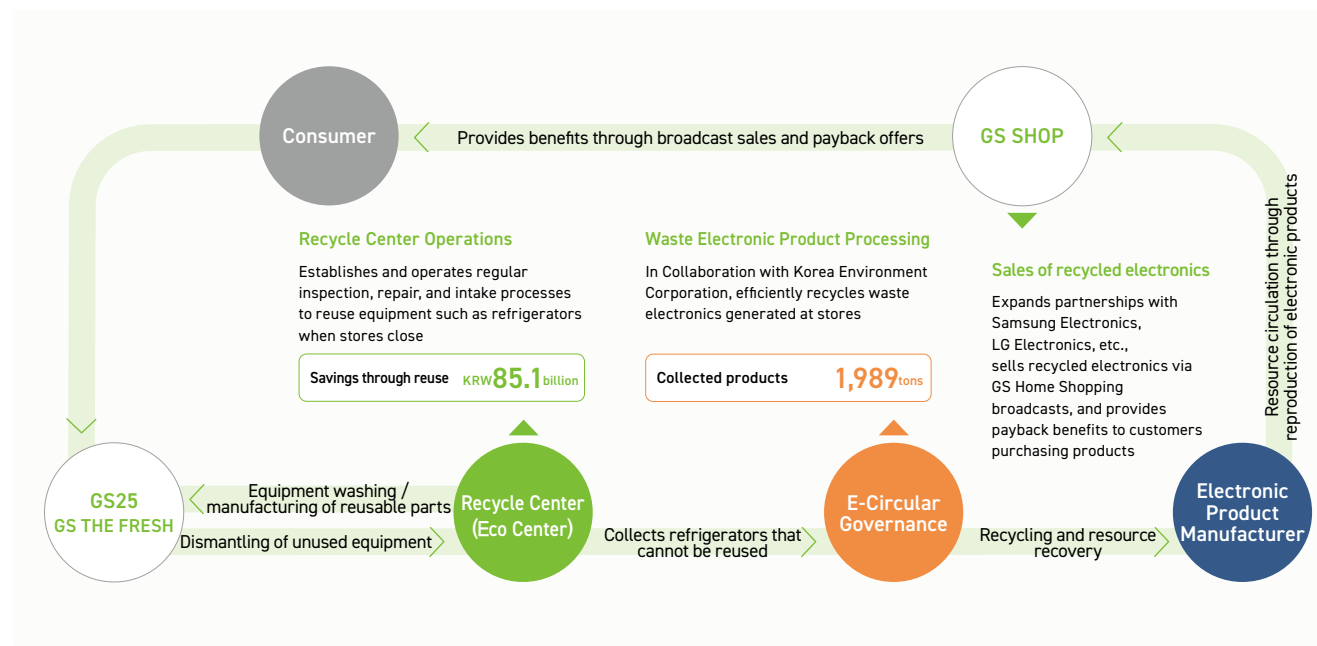 Consumer
Provides benefits through broadcast sales and payback offers
GS SHOP
Resource circulation through
reproduction of electronic products
Recycle Center Operations
Establishes and operates regular
inspection, repair, and intake processes
to reuse equipment such as refrigerators
when stores close
Savings through reuse KRW85.1billion
Waste Electronic Product Processing
In Collaboration with Korea Environment
Corporation, efficiently recycles waste
electronics generated at stores
Collected products 1,989tons
Sales of recycled electronics
Expands partnerships with
Samsung Electronics,
LG Electronics, etc.,
sells recycled electronics via
GS Home Shopping
broadcasts, and provides
payback benefits to customers
purchasing products
GS25
GS THE FRESH
Equipment washing /
manufacturing of reusable parts
Dismantling of unused equipment
Recycle Center
(Eco Center)
Collects refrigerators that
cannot be reused
E-Circular
Governance
Recycling and resource
recovery
Electronic
Product
Manufacturer